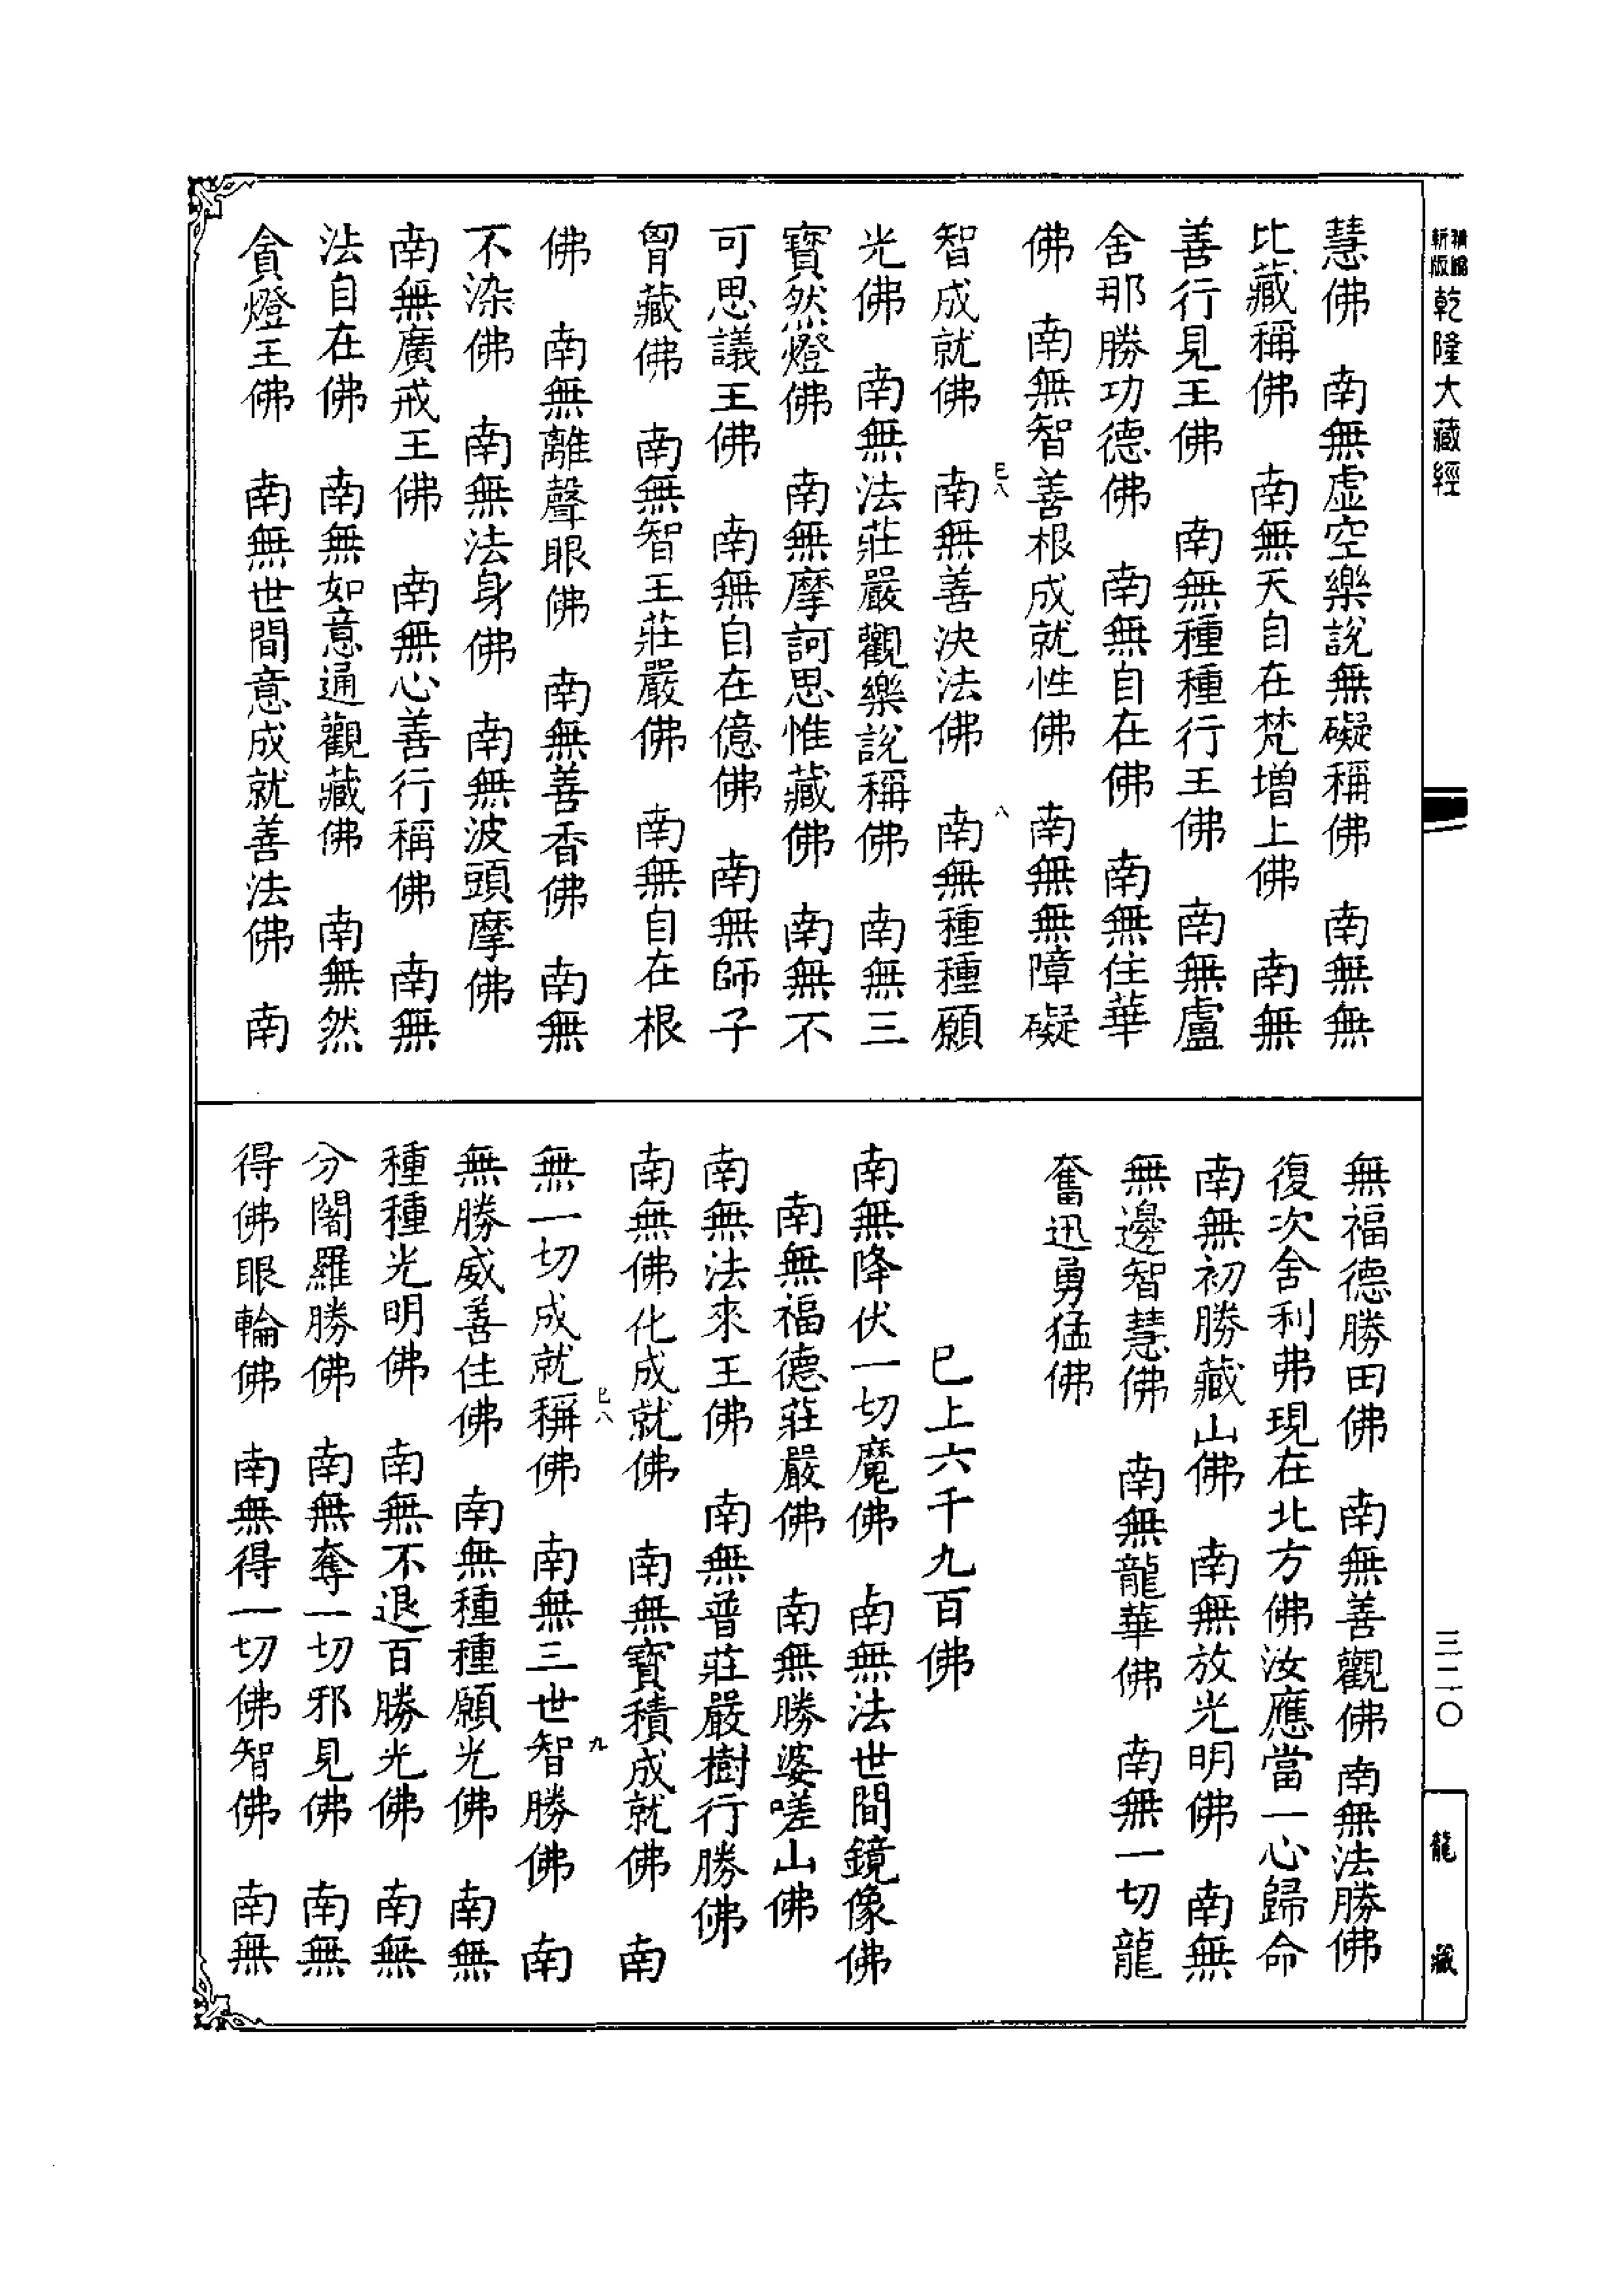 新版精編乾隆大藏經
三二〇
龍藏
慧佛　南無虛空樂說無礙稱佛　南無無
比藏稱佛　南無天自在梵增上佛　南無
善行見王佛　南無種種行王佛　南無盧
舍那勝功德佛　南無自在佛　南無住華
佛　南無智善根成就性佛　南無無障礙
巳八
八
智成就佛　南無善決法佛　南無種種願
光佛　南無法莊嚴觀樂說稱佛　南無三
寶然燈佛　南無摩訶思惟藏佛　南無不
可思議王佛　南無自在億佛　南無師子
胷藏佛　南無智王莊嚴佛　南無自在根
佛　南無離聲眼佛　南無善香佛　南無
不染佛　南無法身佛　南無波頭摩佛
南無廣戒王佛　南無心善行稱佛　南無
法自在佛　南無如意通觀藏佛　南無然
貪燈王佛　南無世間意成就善法佛　南
無福德勝田佛　南無善觀佛　南無法勝佛
復次舍利弗現在北方佛汝應當一心歸命
南無初勝藏山佛　南無放光明佛　南無
無邊智慧佛　南無龍華佛　南無一切龍
奮迅勇猛佛
巳上六千九百佛
南無降伏一切魔佛　南無法世間鏡像佛
南無福德莊嚴佛　南無勝婆嗟山佛
南無法來王佛　南無普莊嚴樹行勝佛
南無佛化成就佛　南無寶積成就佛　南
巳八
九
無一切成就稱佛　南無三世智勝佛　南
無勝威善住佛　南無種種願光佛　南無
種種光明佛　南無不退百勝光佛　南無
分闍羅勝佛　南無奪一切邪見佛　南無
得佛眼輪佛　南無得一切佛智佛　南無